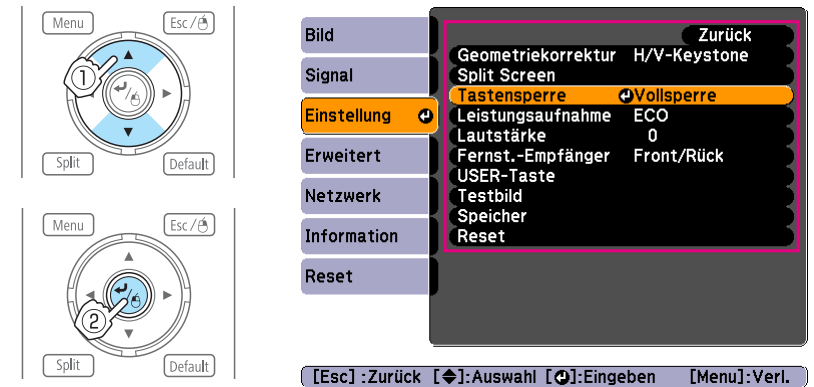 Menu
Esc/
1
Split
Default
Menu
Esc/
2
Split
Default
Bild
Signal
Einstellung
Erweitert
Netzwerk
Information
Reset
Zurück
Geometriekorrektur H/V-Keystone
Split Screen
Tastensperre Vollsperre
Leistungsaufnahme ECO
Lautstärke 0
Fernst.-Empfänger Front/Rück
USER-Taste
Testbild
Speicher
Reset
[Esc] :Zurück [◆]:Auswahl [⏎]:Eingeben [Menu]:Verl.